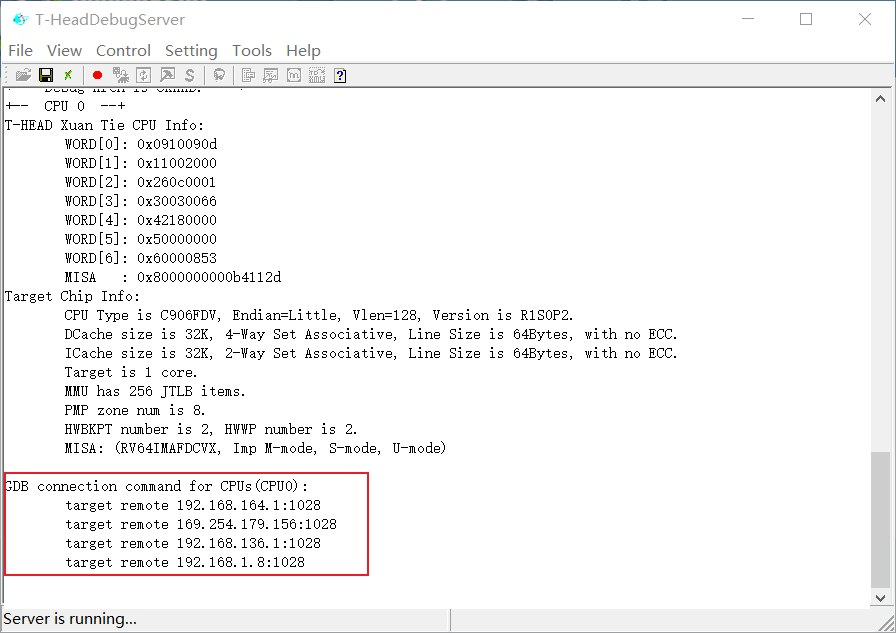 T-HeadDebugServer
File View Control Setting Tools Help
Debug Arch is CKHAD.
+-- CPU 0 --+
T-HEAD Xuan Tie CPU Info:
WORD[0]: 0x0910090d
WORD[1]: 0x11002000
WORD[2]: 0x260c0001
WORD[3]: 0x30030066
WORD[4]: 0x42180000
WORD[5]: 0x50000000
WORD[6]: 0x60000853
MISA : 0x8000000000b4112d
Target Chip Info:
CPU Type is C906FDV, Endian=Little, Vlen=128, Version is R1S0P2.
DCache size is 32K, 4-Way Set Associative, Line Size is 64Bytes, with no ECC.
ICache size is 32K, 2-Way Set Associative, Line Size is 64Bytes, with no ECC.
Target is 1 core.
MMU has 256 JTLB items.
PMP zone num is 8.
HWBKPT number is 2, HWWP number is 2.
MISA: (RV64IMAFDCVX, Imp M-mode, S-mode, U-mode)
GDB connection command for CPUs(CPU0):
target remote 192.168.164.1:1028
target remote 169.254.179.156:1028
target remote 192.168.136.1:1028
target remote 192.168.1.8:1028
Server is running...